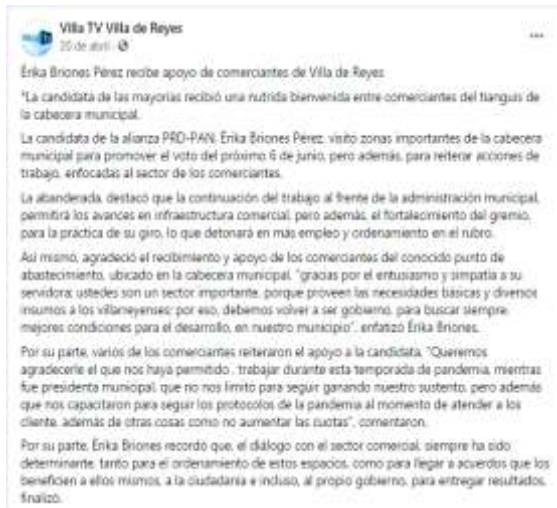 Villa TV Villa de Reyes
20 de abril
Érika Briones Pérez recibe apoyo de comerciantes de Villa de Reyes
*La candidata de las mayorías recibió una nutrida bienvenida entre comerciantes del tianguis de
la cabecera municipal.
La candidata de la alianza PRD-PAN, Érika Briones Pérez, visitó zonas importantes de la cabecera
municipal para promover el voto del próximo 6 de junio, pero además, para reiterar acciones de
trabajo, enfocadas al sector de los comerciantes.
La abanderada, destacó que la continuación del trabajo al frente de la administración municipal,
permitirá los avances en infraestructura comercial, pero además, el fortalecimiento del gremio,
para la práctica de su giro, lo que detonará en más empleo y ordenamiento en el rubro.
Así mismo, agradeció el recibimiento y apoyo de los comerciantes del conocido punto de
abastecimiento, ubicado en la cabecera municipal, "gracias por el entusiasmo y simpatía a su
servidora; ustedes son un sector importante, porque proveen las necesidades básicas y diversos
insumos a los villarreyenses; por eso, debemos volver a ser gobierno, para buscar siempre
mejores condiciones para el desarrollo, en nuestro municipio", enfatizó Érika Briones.
Por su parte, varios de los comerciantes reiteraron el apoyo a la candidata, "Queremos
agradecerle el que nos haya permitido , trabajar durante esta temporada de pandemia, mientras
fue presidenta municipal, que no nos limito para seguir ganando nuestro sustento, pero además
que nos capacitaron para seguir los protocolos de la pandemia al momento de atender a los
cliente, además de otras cosas como no aumentar las cuotas", comentaron.
Por su parte, Érika Briones recordó que, el diálogo con el sector comercial, siempre ha sido
determinante, tanto para el ordenamiento de estos espacios, como para llegar a acuerdos que los
beneficien a ellos mismos, a la ciudadanía e incluso, al propio gobierno, para entregar resultados,
finalizó.